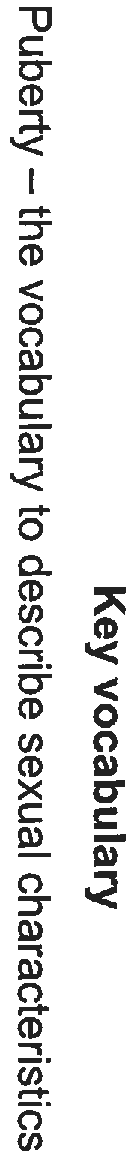 Key vocabulary
Puberty – the vocabulary to describe sexual characteristics